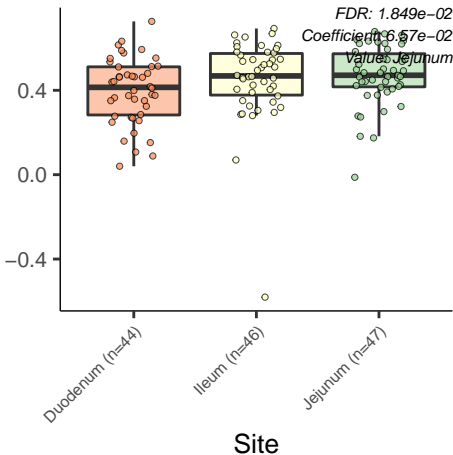 FDR: 1.849e−02
Coefficient: 6.57e−02
Value: Jejunum
0.4
0.0
−0.4
Duodenum (n=44)
Ileum (n=46)
Jejunum (n=47)
Site